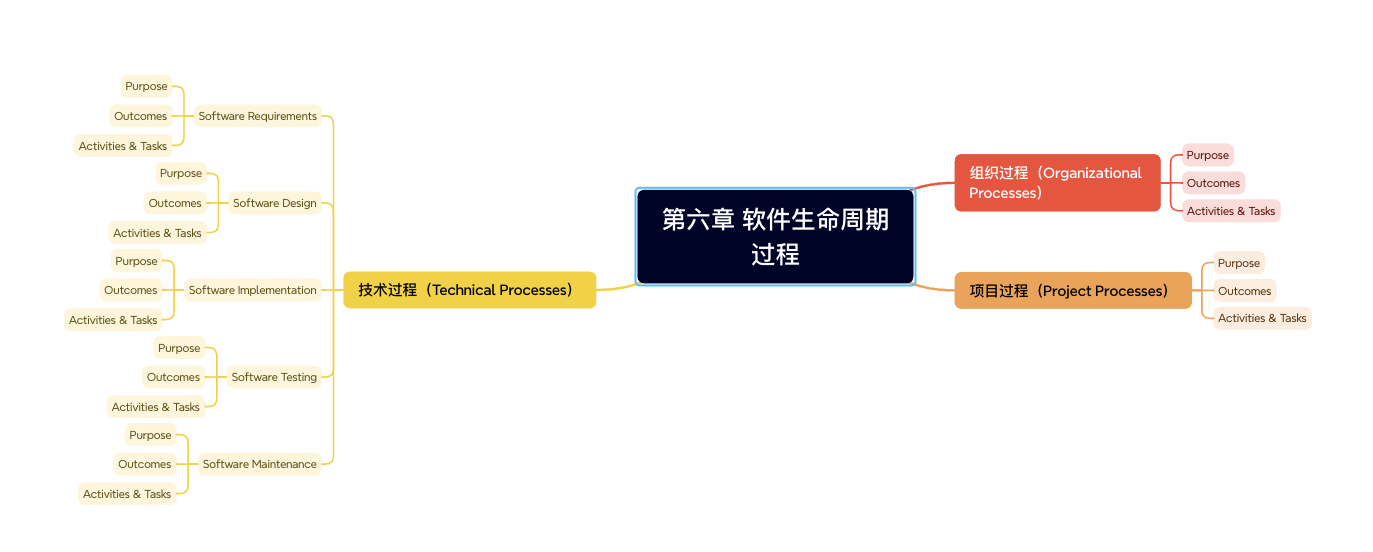 第六章 软件生命周期
过程
组织过程（Organizational
Processes）
Purpose
Outcomes
Activities & Tasks
项目过程（Project Processes）
Purpose
Outcomes
Activities & Tasks
技术过程（Technical Processes）
Software Requirements
Purpose
Outcomes
Activities & Tasks
Software Design
Purpose
Outcomes
Activities & Tasks
Software Implementation
Purpose
Outcomes
Activities & Tasks
Software Testing
Purpose
Outcomes
Activities & Tasks
Software Maintenance
Purpose
Outcomes
Activities & Tasks